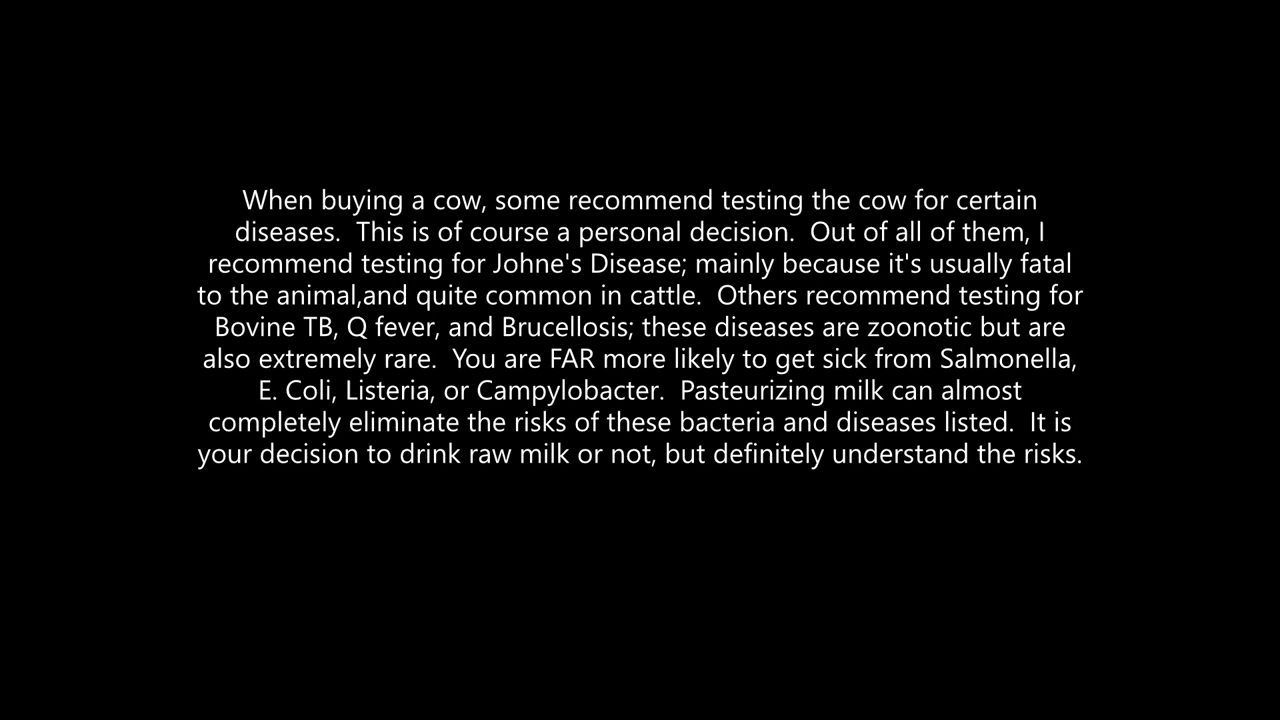 When buying a cow, some recommend testing the cow for certain
diseases.  This is of course a personal decision.  Out of all of them, I
recommend testing for Johne's Disease; mainly because it's usually fatal
to the animal,and quite common in cattle.  Others recommend testing for
Bovine TB, Q fever, and Brucellosis; these diseases are zoonotic but are
also extremely rare.  You are FAR more likely to get sick from Salmonella,
E. Coli, Listeria, or Campylobacter.  Pasteurizing milk can almost
completely eliminate the risks of these bacteria and diseases listed.  It is
your decision to drink raw milk or not, but definitely understand the risks.